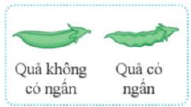 Quả không
có ngấn
Quả có
ngấn